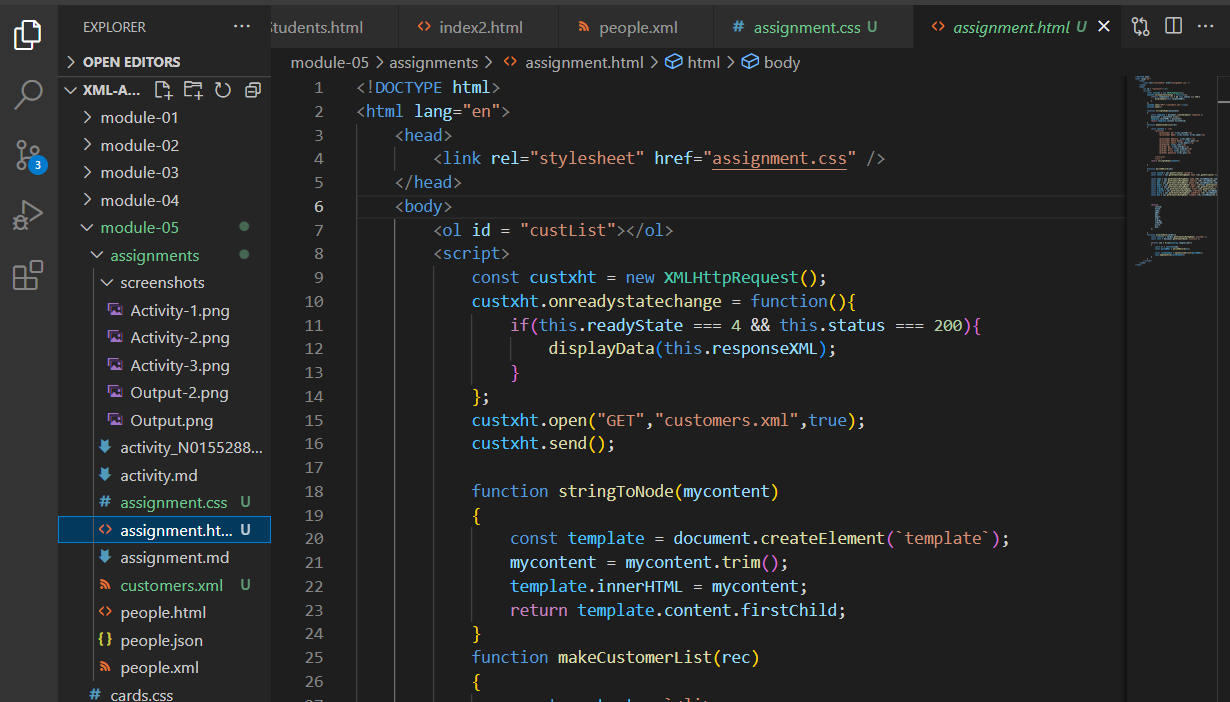 EXPLORER ···
OPEN EDITORS
XML-A...
module-01
module-02
module-03
module-04
module-05
assignments
screenshots
Activity-1.png
Activity-2.png
Activity-3.png
Output-2.png
Output.png
activity_N0155288...
activity.md
assignment.css U
assignment.ht... U
assignment.md
customers.xml U
people.html
people.json
people.xml
cards.css
3
students.html index2.html people.xml assignment.css U assignment.html U
module-05 > assignments > assignment.html > html > body
1 <!DOCTYPE html>
2 <html lang="en">
3 <head>
4 <link rel="stylesheet" href="assignment.css" />
5 </head>
6 <body>
7 <ol id = "custList"></ol>
8 <script>
9 const custxht = new XMLHttpRequest();
10 custxht.onreadystatechange = function(){
11 if(this.readyState === 4 && this.status === 200){
12 displayData(this.responseXML);
13 }
14 };
15 custxht.open("GET","customers.xml",true);
16 custxht.send();
17
18 function stringToNode(mycontent)
19 {
20 const template = document.createElement(`template`);
21 mycontent = mycontent.trim();
22 template.innerHTML = mycontent;
23 return template.content.firstChild;
24 }
25 function makeCustomerList(rec)
26 {